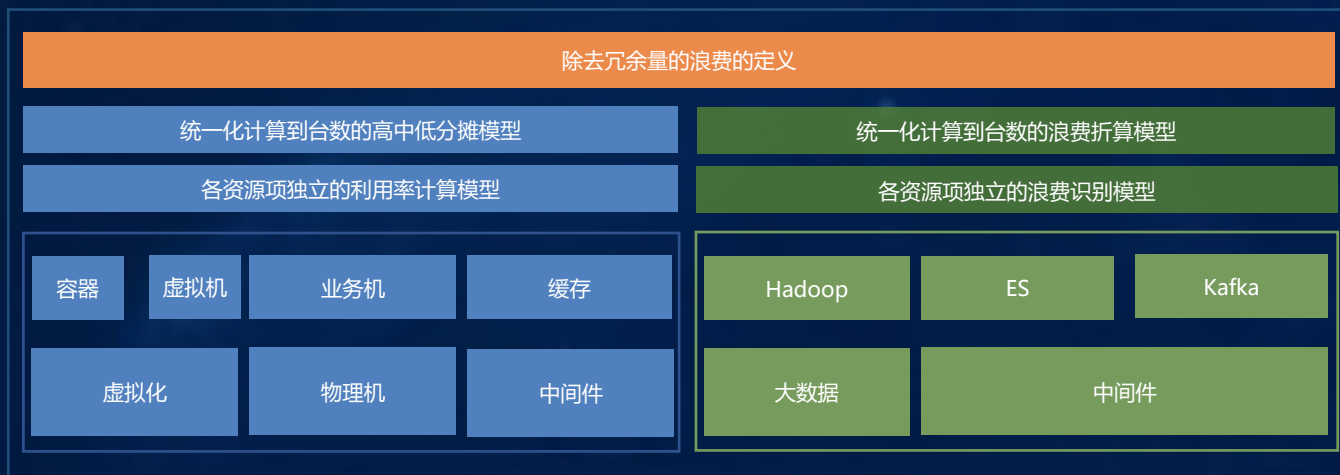 除去冗余量的浪费的定义
统一化计算到台数的高中低分摊模型
统一化计算到台数的浪费折算模型
各资源项独立的利用率计算模型
各资源项独立的浪费识别模型
容器
虚拟机
业务机
缓存
Hadoop
ES
Kafka
虚拟化
物理机
中间件
大数据
中间件